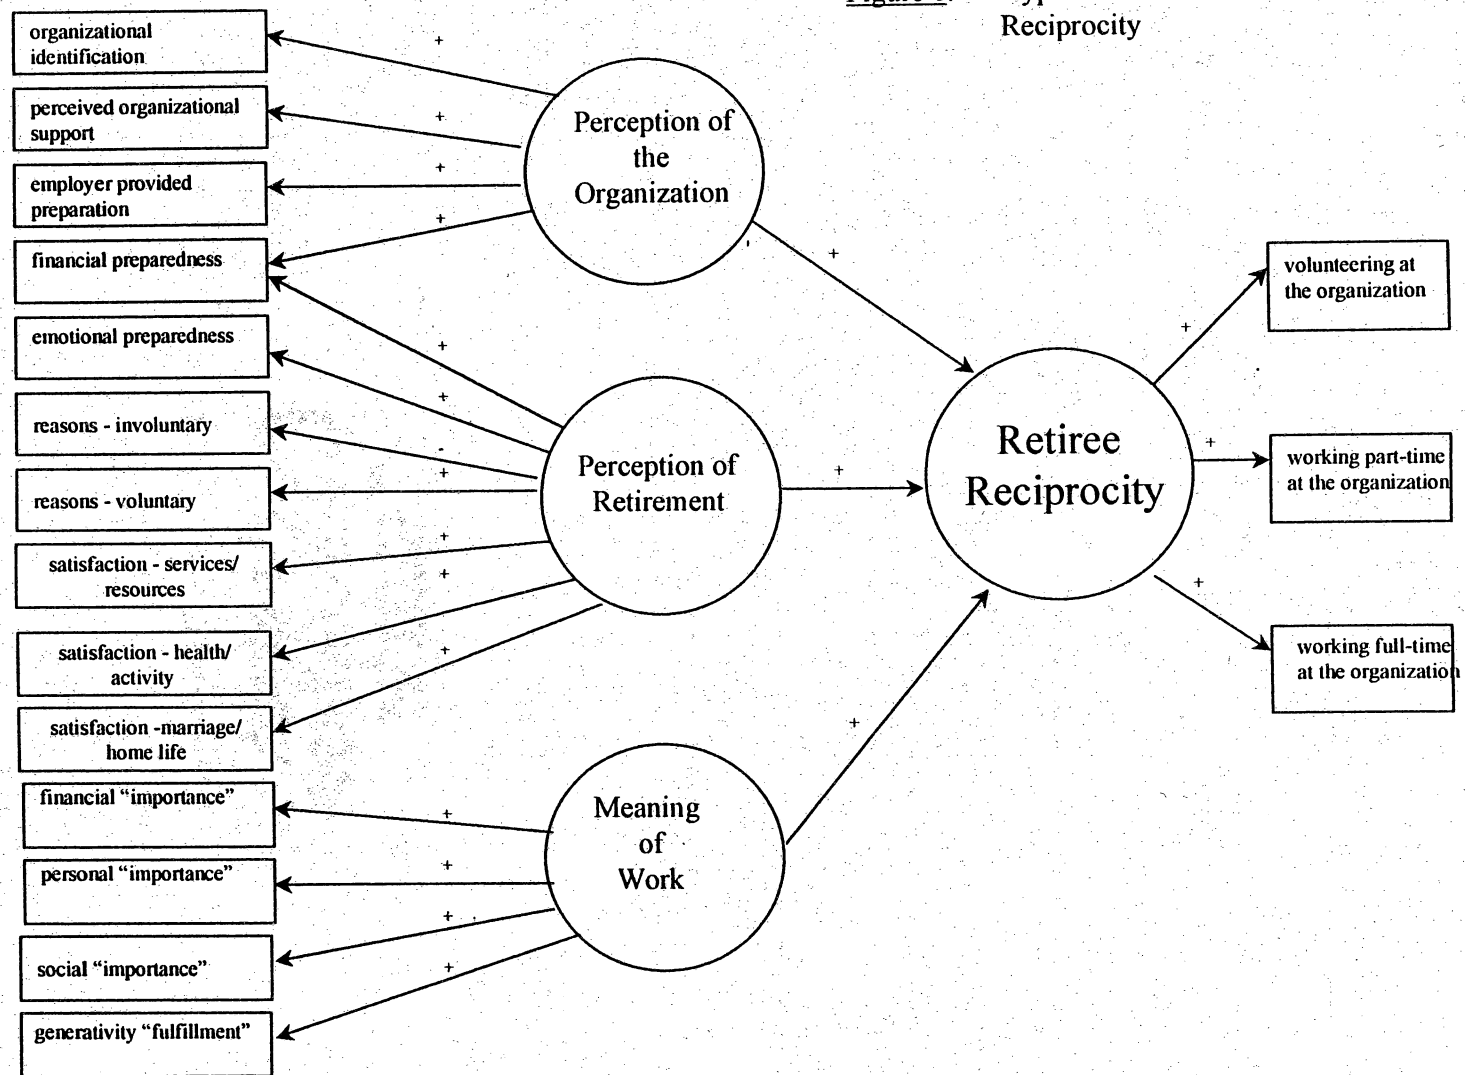 Reciprocity
organizational
identification
perceived organizational
support
employer provided
preparation
financial preparedness
emotional preparedness
reasons - involuntary
reasons - voluntary
satisfaction - services/
resources
satisfaction - health/
activity
satisfaction -marriage/
home life
financial “importance”
personal “importance”
social “importance”
generativity “fulfillment”
+
+
+
+
+
+
-
+
+
+
+
+
+
+
+
Perception of
the
Organization
Perception of
Retirement
Meaning
of
Work
+
+
+
Retiree
Reciprocity
+
+
+
volunteering at
the organization
working part-time
at the organization
working full-time
at the organization